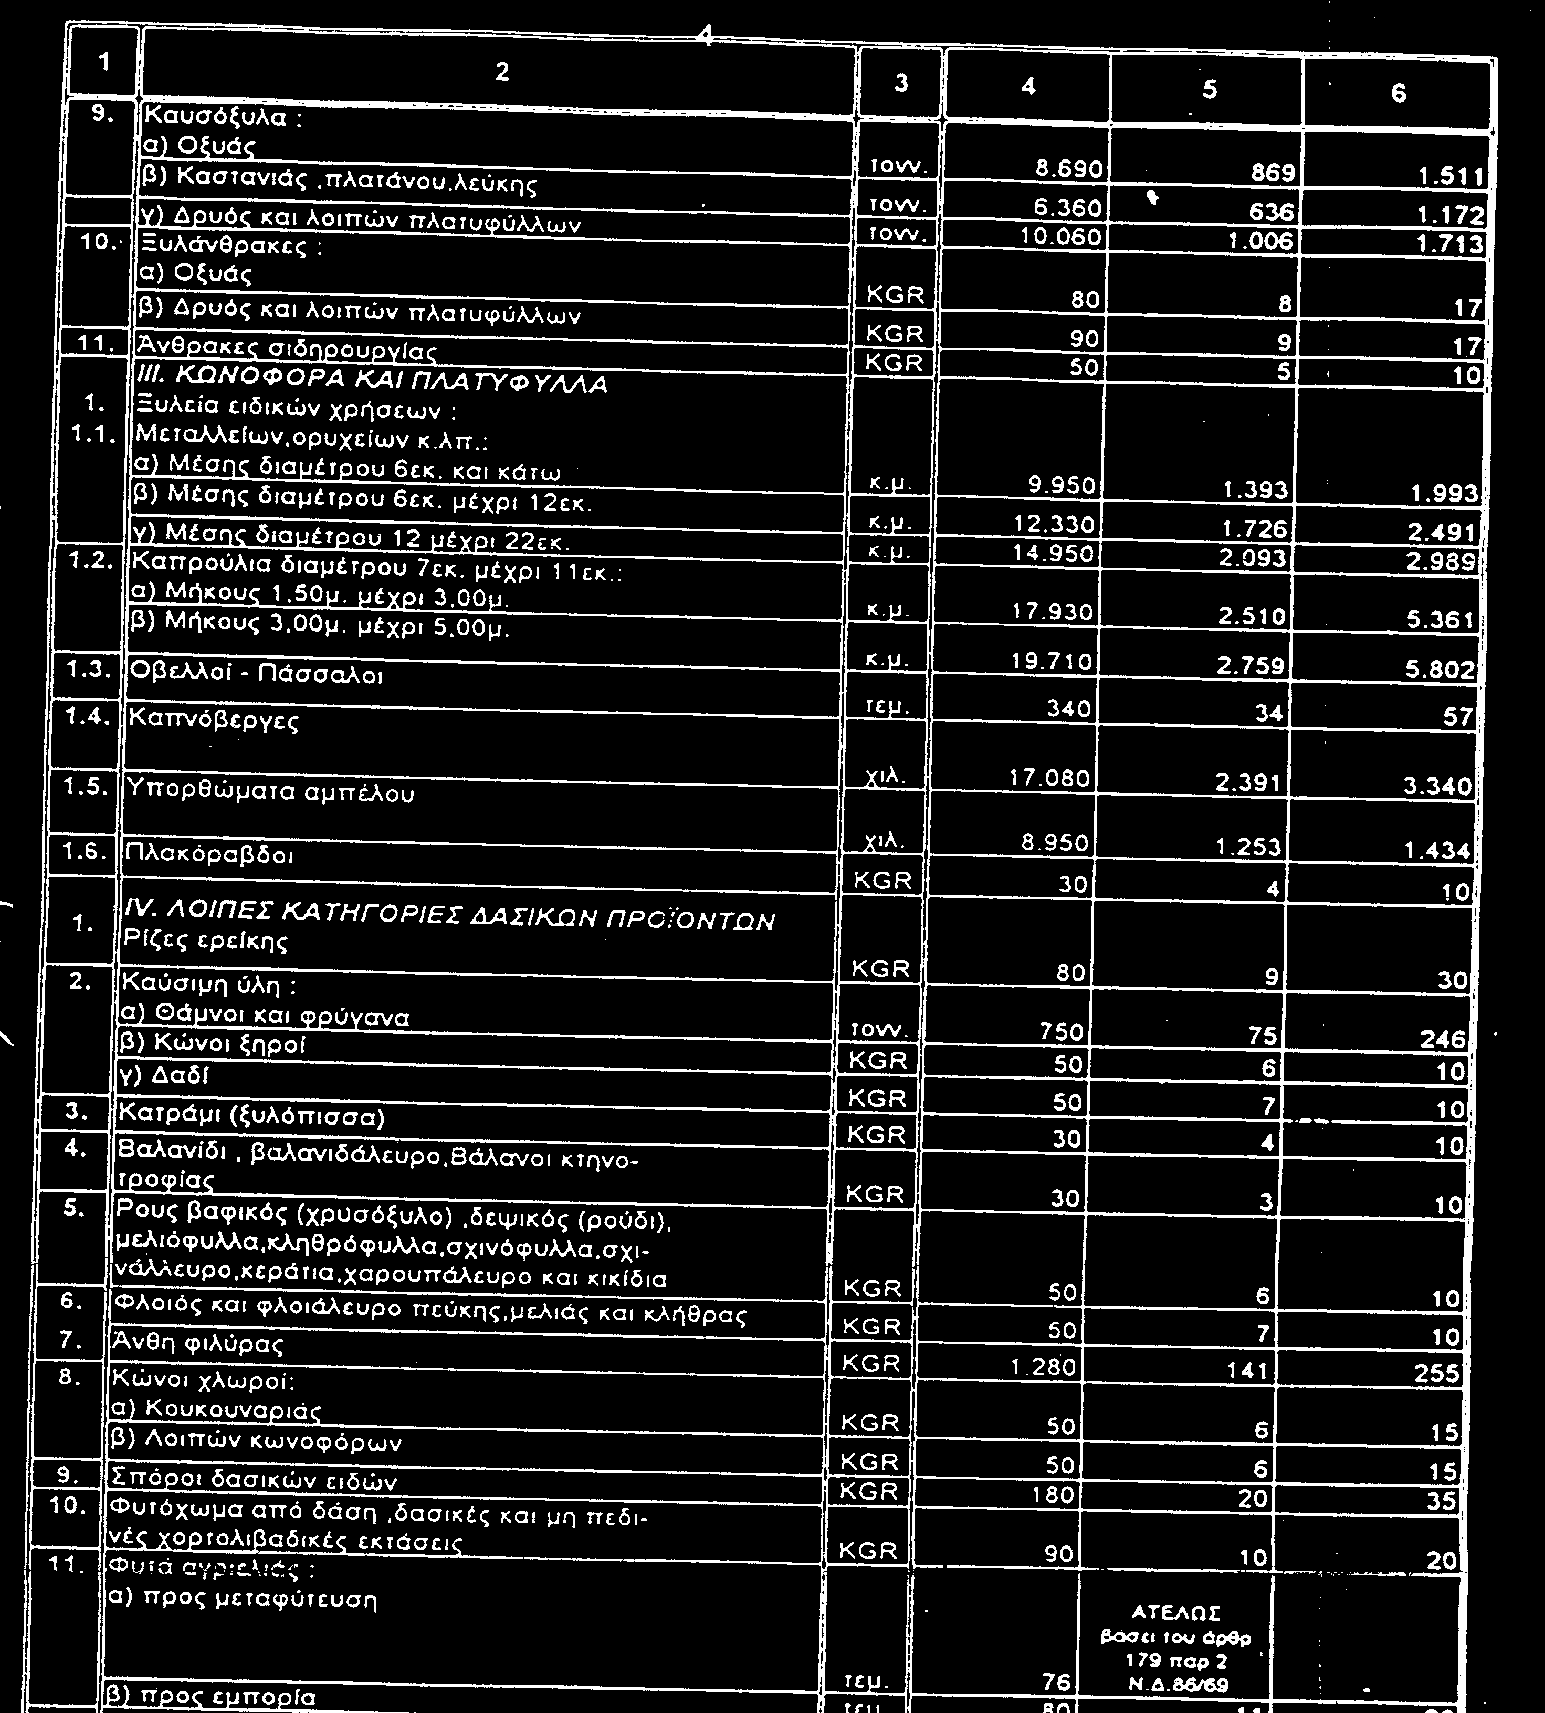 4
1 2 3 4 5 6
9. Καυσόξυλα :
α) Οξυάς τονν. 8.690 869 1.511
β) Καστανιάς ,πλατάνου,λεύκης τονν. 6.360 636 1.172
γ) Δρυός και λοιπών πλατυφύλλων τονν. 10.060 1.006 1.713
10. Ξυλάνθρακες :
α) Οξυάς KGR 80 8 17
β) Δρυός και λοιπών πλατυφύλλων KGR 90 9 17
11. Άνθρακες σιδηρουργίας KGR 50 5 10
III. ΚΩΝΟΦΟΡΑ ΚΑΙ ΠΛΑΤΥΦΥΛΛΑ
1. Ξυλεία ειδικών χρήσεων :
1.1. Μεταλλείων,ορυχείων κ.λπ.:
α) Μέσης διαμέτρου 6εκ. και κάτω κ.μ. 9.950 1.393 1.993
β) Μέσης διαμέτρου 6εκ. μέχρι 12εκ. κ.μ. 12.330 1.726 2.491
γ) Μέσης διαμέτρου 12 μέχρι 22εκ. κ.μ. 14.950 2.093 2.989
1.2. Καπρούλια διαμέτρου 7εκ. μέχρι 11εκ.:
α) Μήκους 1,50μ. μέχρι 3,00μ. κ.μ. 17.930 2.510 5.361
β) Μήκους 3,00μ. μέχρι 5,00μ. κ.μ. 19.710 2.759 5.802
1.3. Οβελλοί - Πάσσαλοι τεμ. 340 34 57
1.4. Καπνόβεργες χιλ. 17.080 2.391 3.340
1.5. Υπορθώματα αμπέλου χιλ. 8.950 1.253 1.434
1.6. Πλακόραβδοι KGR 30 4 10
IV. ΛΟΙΠΕΣ ΚΑΤΗΓΟΡΙΕΣ ΔΑΣΙΚΩΝ ΠΡΟΪΟΝΤΩΝ
1. Ρίζες ερείκης KGR 80 9 30
2. Καύσιμη ύλη :
α) Θάμνοι και φρύγανα τονν. 750 75 246
β) Κώνοι ξηροί KGR 50 6 10
γ) Δαδί KGR 50 7 10
3. Κατράμι (ξυλόπισσα) KGR 30 4 10
4. Βαλανίδι , βαλανιδάλευρο,Βάλανοι κτηνο-
τροφίας KGR 30 3 10
5. Ρους βαφικός (χρυσόξυλο) ,δεψικός (ρούδι),
μελιόφυλλα,κληθρόφυλλα,σχινόφυλλα,σχι-
νάλλευρο,κεράτια,χαρουπάλευρο και κικίδια KGR 50 6 10
6. Φλοιός και φλοιάλευρο πεύκης,μελιάς και κλήθρας KGR 50 7 10
7. Άνθη φιλύρας KGR 1.280 141 255
8. Κώνοι χλωροί:
α) Κουκουναριάς KGR 50 6 15
β) Λοιπών κωνοφόρων KGR 50 6 15
9. Σπόροι δασικών ειδών KGR 180 20 35
10. Φυτόχωμα από δάση ,δασικές και μη πεδι-
νές χορτολιβαδικές εκτάσεις KGR 90 10 20
11. Φυτά αγριελιάς :
α) προς μεταφύτευση τεμ. 76 ΑΤΕΛΩΣ
βάσει του άρθρ
179 παρ 2
Ν.Δ.86/69
β) προς εμπορία τεμ 80 11